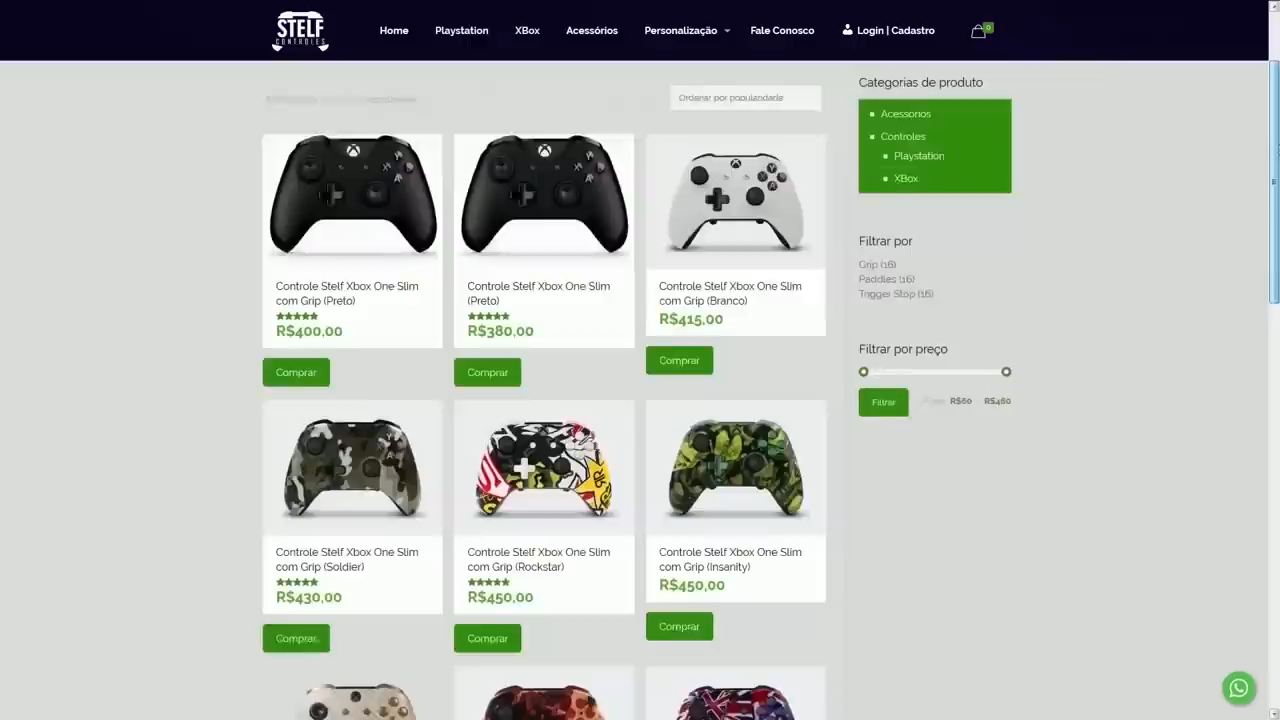 STELF
CONTROLES
Home
Playstation
XBox
Acessórios
Personalização
Fale Conosco
Login | Cadastro
0
Ordenar por popularidade
Categorias de produto
Acessorios
Controles
Playstation
XBox
Controle Stelf Xbox One Slim
com Grip (Preto)
R$400,00
Comprar
Controle Stelf Xbox One Slim
(Preto)
R$380,00
Comprar
Controle Stelf Xbox One Slim
com Grip (Branco)
R$415,00
Comprar
Filtrar por
Grip (16)
Paddles (16)
Trigger Stop (16)
Filtrar por preço
Filtrar
R$60
R$460
Controle Stelf Xbox One Slim
com Grip (Soldier)
R$430,00
Comprar
Controle Stelf Xbox One Slim
com Grip (Rockstar)
R$450,00
Comprar
Controle Stelf Xbox One Slim
com Grip (Insanity)
R$450,00
Comprar